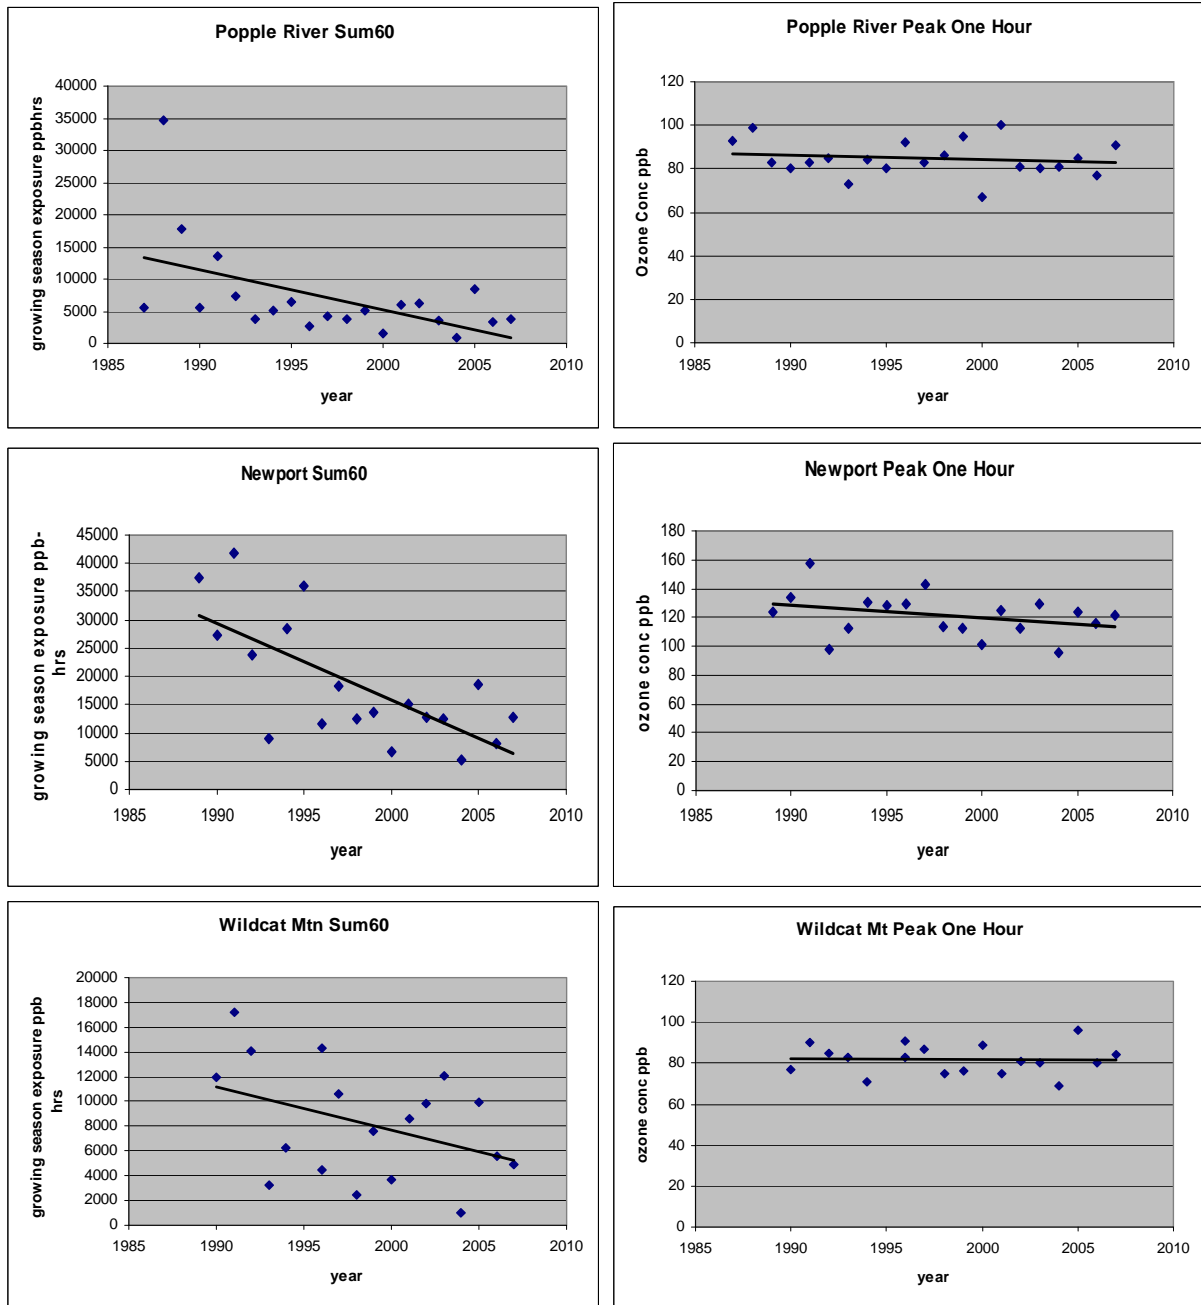 Popple River Sum60
growing season exposure ppbhrs
40000
35000
30000
25000
20000
15000
10000
5000
0
1985 1990 1995 2000 2005 2010
year
Popple River Peak One Hour
Ozone Conc ppb
120
100
80
60
40
20
0
1985 1990 1995 2000 2005 2010
year
Newport Sum60
growing season exposure ppb-
hrs
45000
40000
35000
30000
25000
20000
15000
10000
5000
0
1985 1990 1995 2000 2005 2010
year
Newport Peak One Hour
ozone conc ppb
180
160
140
120
100
80
60
40
20
0
1985 1990 1995 2000 2005 2010
year
Wildcat Mtn Sum60
growing season exposure ppb
hrs
20000
18000
16000
14000
12000
10000
8000
6000
4000
2000
0
1985 1990 1995 2000 2005 2010
year
Wildcat Mt Peak One Hour
ozone conc ppb
120
100
80
60
40
20
0
1985 1990 1995 2000 2005 2010
year